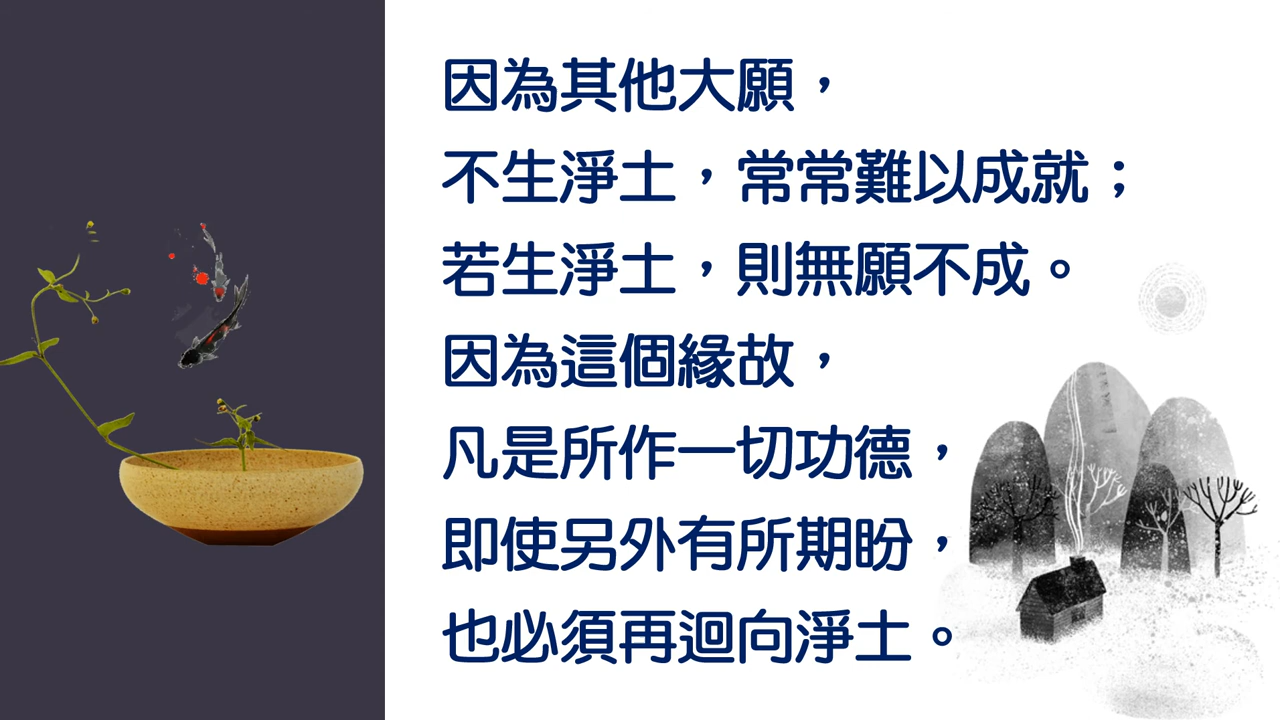 因為其他大願，
不生淨土，常常難以成就；
若生淨土，則無願不成。
因為這個緣故，
凡是所作一切功德，
即使另外有所期盼，
也必須再迴向淨土。